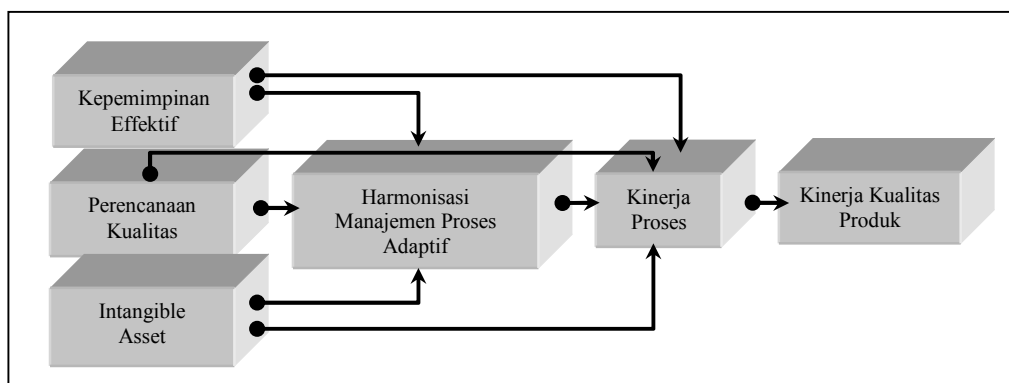 Kepemimpinan
Effektif
Perencanaan
Kualitas
Intangible
Asset
Harmonisasi
Manajemen Proses
Adaptif
Kinerja
Proses
Kinerja Kualitas
Produk